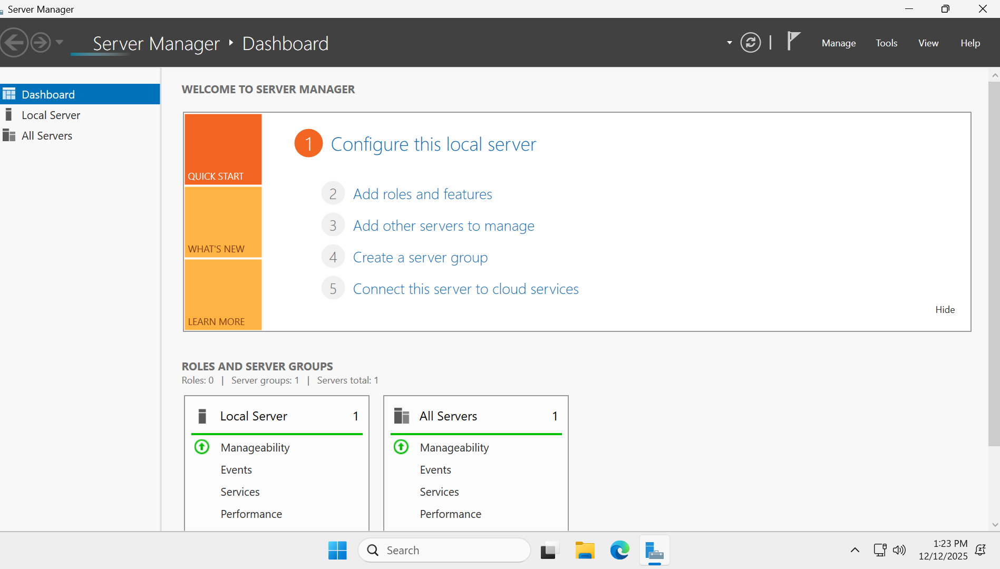 Server Manager
Server Manager ‣ Dashboard
Manage
Tools
View
Help
Dashboard
Local Server
All Servers
WELCOME TO SERVER MANAGER
QUICK START
WHAT'S NEW
LEARN MORE
1 Configure this local server
2 Add roles and features
3 Add other servers to manage
4 Create a server group
5 Connect this server to cloud services
Hide
ROLES AND SERVER GROUPS
Roles: 0 | Server groups: 1 | Servers total: 1
Local Server 1
Manageability
Events
Services
Performance
All Servers 1
Manageability
Events
Services
Performance
Search
1:23 PM
12/12/2025